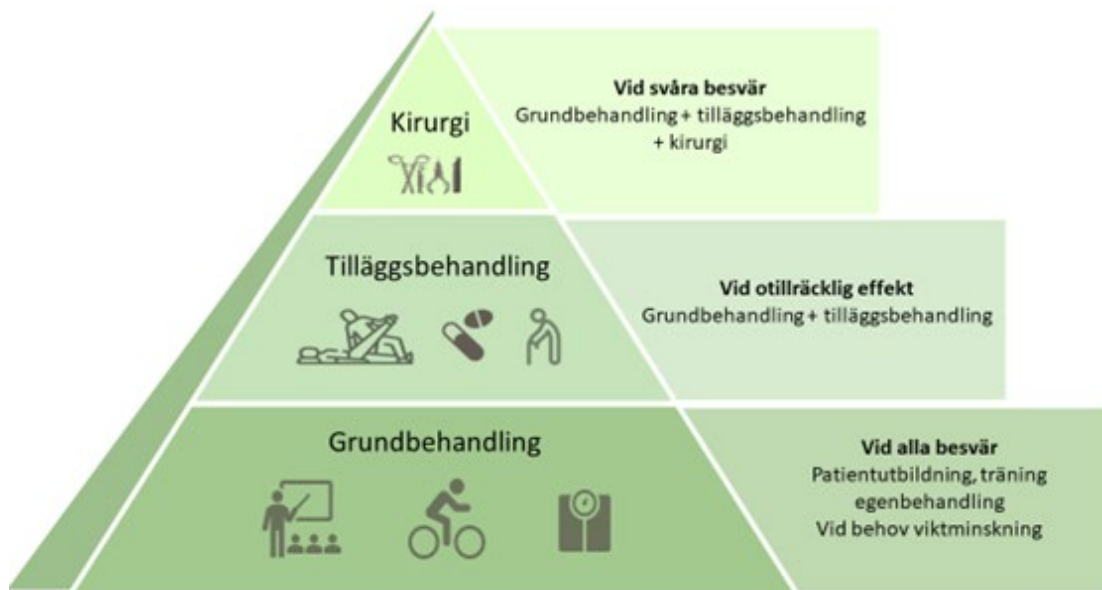 Kirurgi
Vid svåra besvär
Grundbehandling + tilläggsbehandling
+ kirurgi
Tilläggsbehandling
Vid otillräcklig effekt
Grundbehandling + tilläggsbehandling
Grundbehandling
Vid alla besvär
Patientutbildning, träning
egenbehandling
Vid behov viktminskning